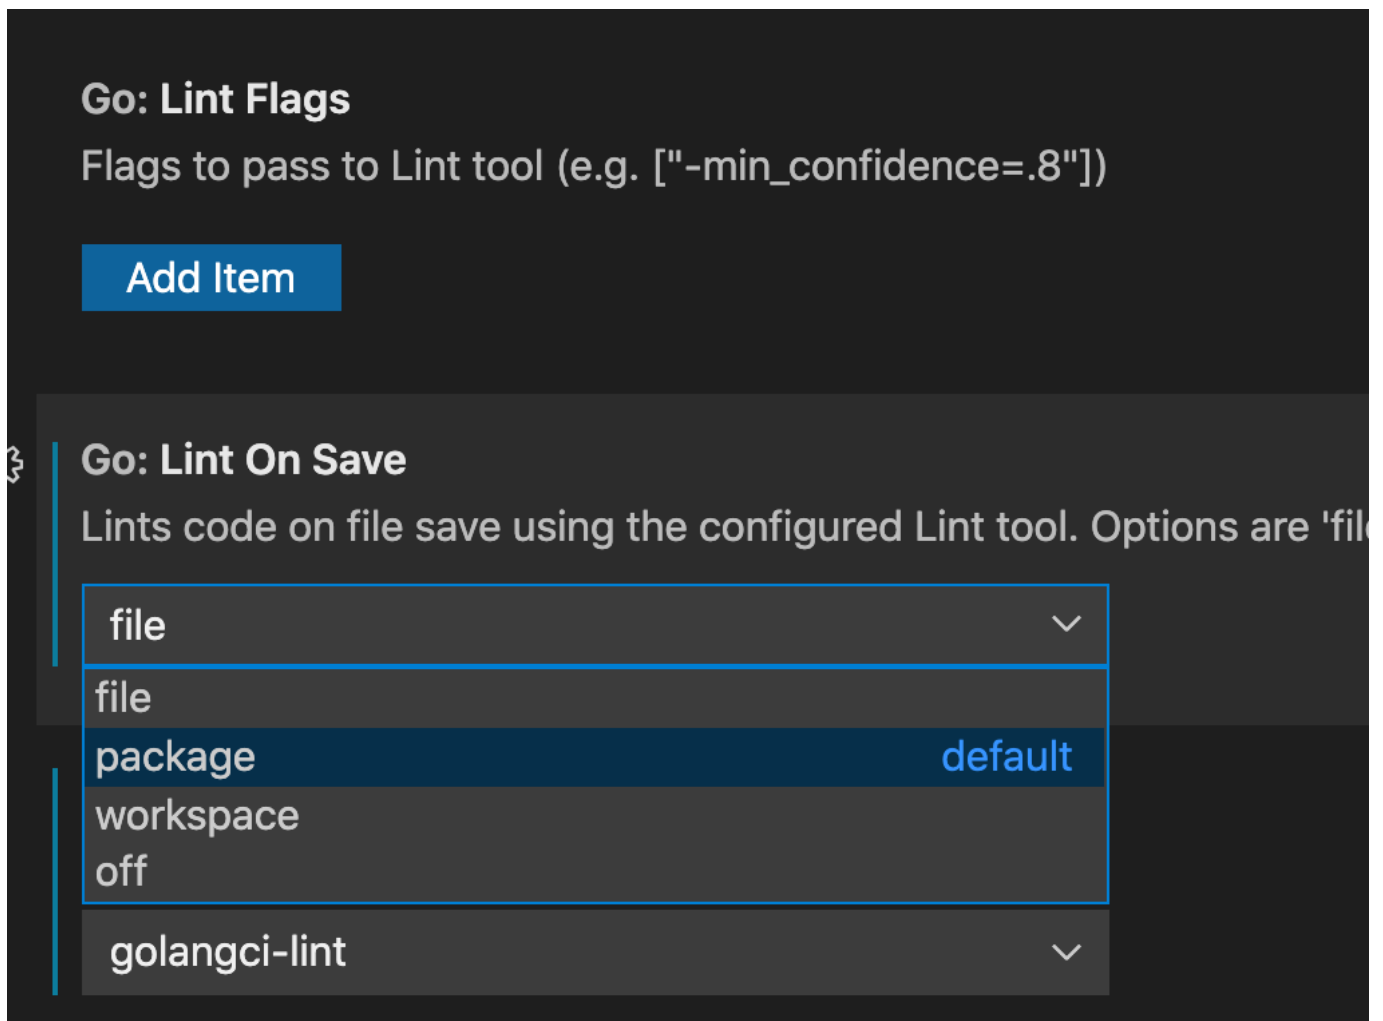 Go: Lint Flags
Flags to pass to Lint tool (e.g. ["-min_confidence=.8"])
Add Item
Go: Lint On Save
Lints code on file save using the configured Lint tool. Options are 'file
file
file
package default
workspace
off
golangci-lint